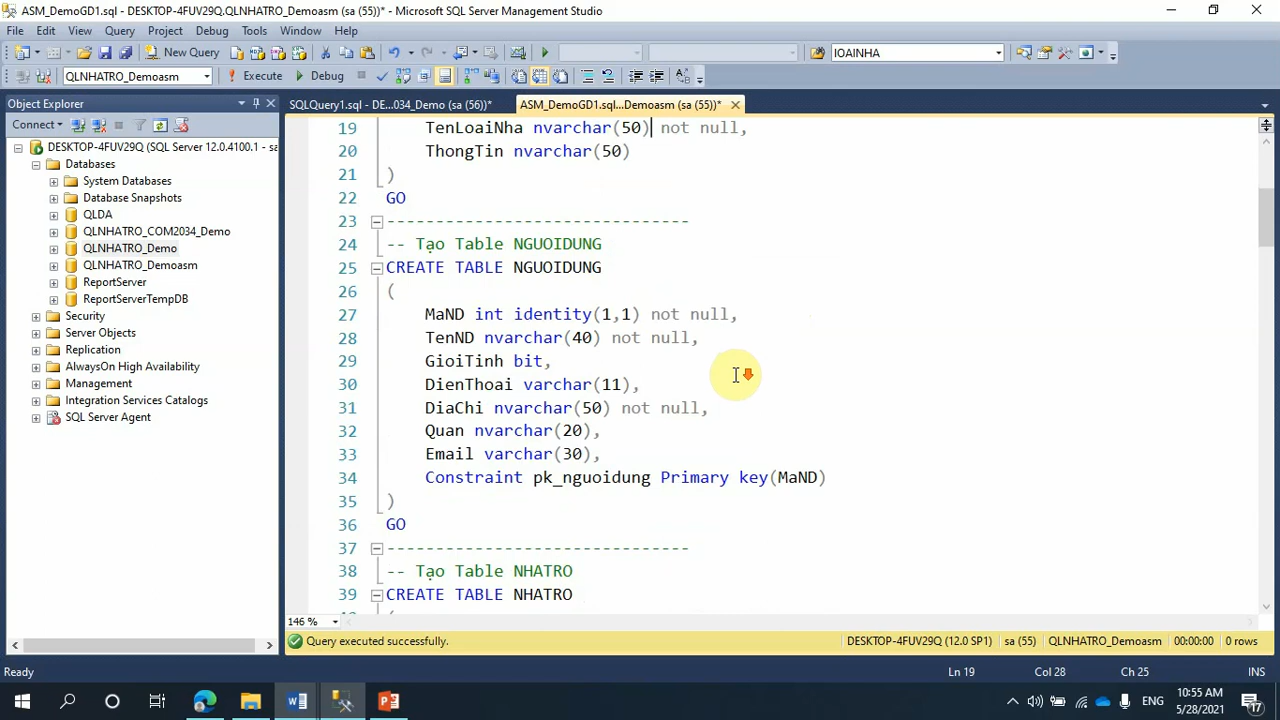 ASM_DemoGD1.sql - DESKTOP-4FUV29Q.QLNHATRO_Demoasm (sa (55))* - Microsoft SQL Server Management Studio
File Edit View Query Project Debug Tools Window Help
New Query IOAINHA
QLNHATRO_Demoasm Execute Debug
Object Explorer
Connect
DESKTOP-4FUV29Q (SQL Server 12.0.4100.1 - sa
Databases
System Databases
Database Snapshots
QLDA
QLNHATRO_COM2034_Demo
QLNHATRO_Demo
QLNHATRO_Demoasm
ReportServer
ReportServerTempDB
Security
Server Objects
Replication
AlwaysOn High Availability
Management
Integration Services Catalogs
SQL Server Agent
SQLQuery1.sql - DE...034_Demo (sa (56))* ASM_DemoGD1.sql...Demoasm (sa (55))*
19 TenLoaiNha nvarchar(50) not null,
20 ThongTin nvarchar(50)
21 )
22 GO
23 -------------------------------
24 -- Tạo Table NGUOIDUNG
25 CREATE TABLE NGUOIDUNG
26 (
27 MaND int identity(1,1) not null,
28 TenND nvarchar(40) not null,
29 GioiTinh bit,
30 DienThoai varchar(11),
31 DiaChi nvarchar(50) not null,
32 Quan nvarchar(20),
33 Email varchar(30),
34 Constraint pk_nguoidung Primary key(MaND)
35 )
36 GO
37 -------------------------------
38 -- Tạo Table NHATRO
39 CREATE TABLE NHATRO
146 %
Query executed successfully. DESKTOP-4FUV29Q (12.0 SP1) sa (55) QLNHATRO_Demoasm 00:00:00 0 rows
Ready Ln 19 Col 28 Ch 25 INS
ENG 10:55 AM
5/28/2021 17